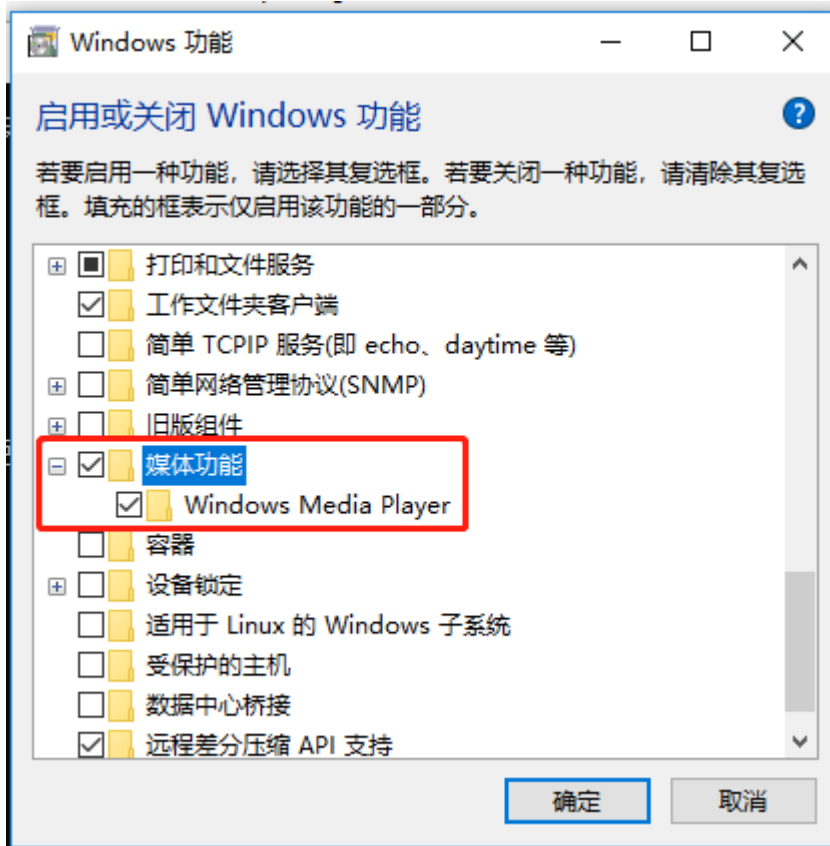 Windows 功能
启用或关闭 Windows 功能
若要启用一种功能，请选择其复选框。若要关闭一种功能，请清除其复选
框。填充的框表示仅启用该功能的一部分。
打印和文件服务
工作文件夹客户端
简单 TCPIP 服务(即 echo、daytime 等)
简单网络管理协议(SNMP)
旧版组件
媒体功能
Windows Media Player
容器
设备锁定
适用于 Linux 的 Windows 子系统
受保护的主机
数据中心桥接
远程差分压缩 API 支持
确定
取消